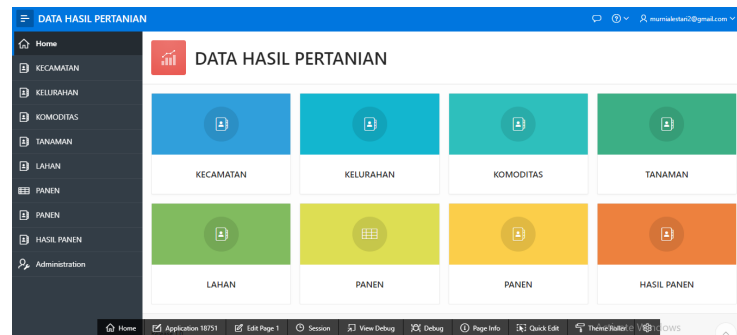 DATA HASIL PERTANIAN
murnialestari2@gmail.com
Home
KECAMATAN
KELURAHAN
KOMODITAS
TANAMAN
LAHAN
PANEN
PANEN
HASIL PANEN
Administration
DATA HASIL PERTANIAN
KECAMATAN
KELURAHAN
KOMODITAS
TANAMAN
LAHAN
PANEN
PANEN
HASIL PANEN
Home
Application 18751
Edit Page 1
Session
View Debug
Debug
Page Info
Quick Edit
Theme Roller